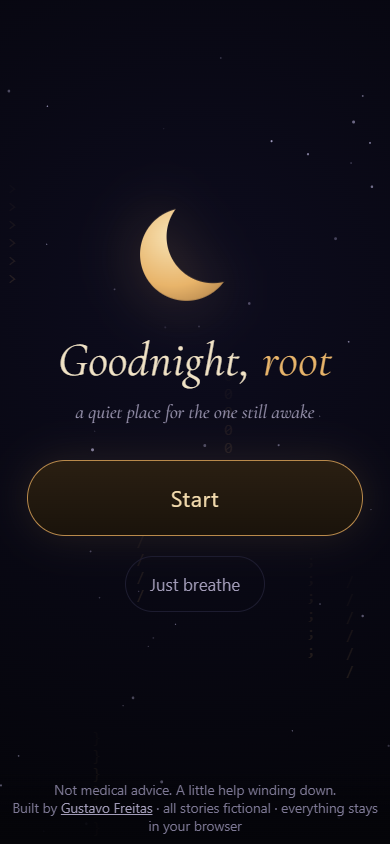 Goodnight, root
a quiet place for the one still awake
Start
Just breathe
Not medical advice. A little help winding down.
Built by Gustavo Freitas · all stories fictional · everything stays
in your browser